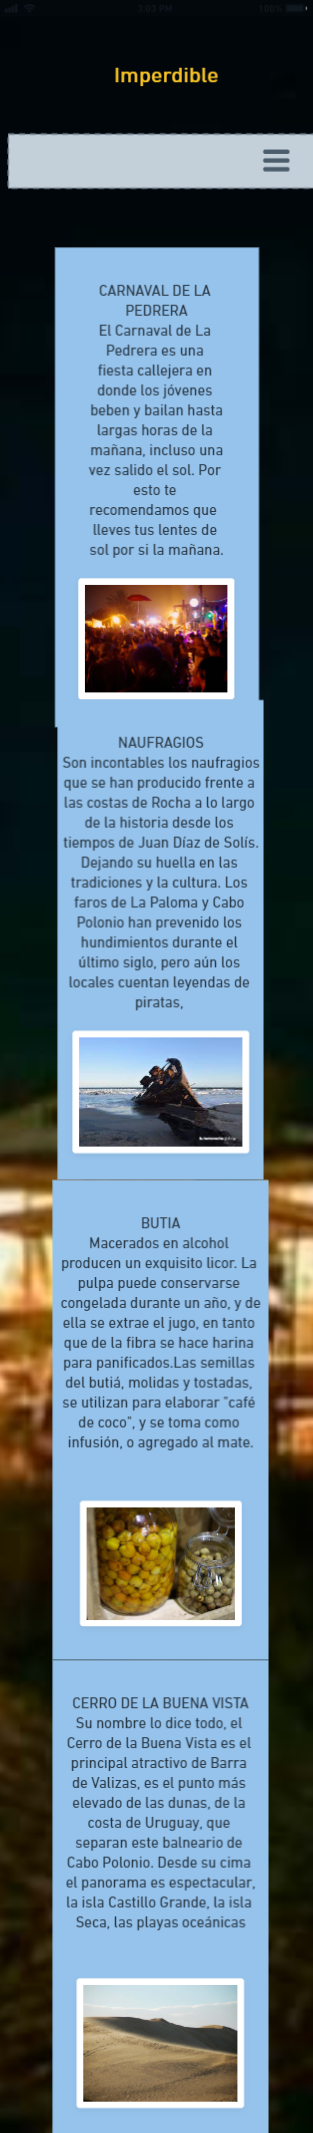 3:03 PM
100%
Imperdible
CARNAVAL DE LA
PEDRERA
El Carnaval de La
Pedrera es una
fiesta callejera en
donde los jóvenes
beben y bailan hasta
largas horas de la
mañana, incluso una
vez salido el sol. Por
esto te
recomendamos que
lleves tus lentes de
sol por si la mañana.
NAUFRAGIOS
Son incontables los naufragios
que se han producido frente a
las costas de Rocha a lo largo
de la historia desde los
tiempos de Juan Díaz de Solís.
Dejando su huella en las
tradiciones y la cultura. Los
faros de La Paloma y Cabo
Polonio han prevenido los
hundimientos durante el
último siglo, pero aún los
locales cuentan leyendas de
piratas,
BUTIA
Macerados en alcohol
producen un exquisito licor. La
pulpa puede conservarse
congelada durante un año, y de
ella se extrae el jugo, en tanto
que de la fibra se hace harina
para panificados.Las semillas
del butiá, molidas y tostadas,
se utilizan para elaborar "café
de coco", y se toma como
infusión, o agregado al mate.
CERRO DE LA BUENA VISTA
Su nombre lo dice todo, el
Cerro de la Buena Vista es el
principal atractivo de Barra
de Valizas, es el punto más
elevado de las dunas, de la
costa de Uruguay, que
separan este balneario de
Cabo Polonio. Desde su cima
el panorama es espectacular,
la isla Castillo Grande, la isla
Seca, las playas oceánicas